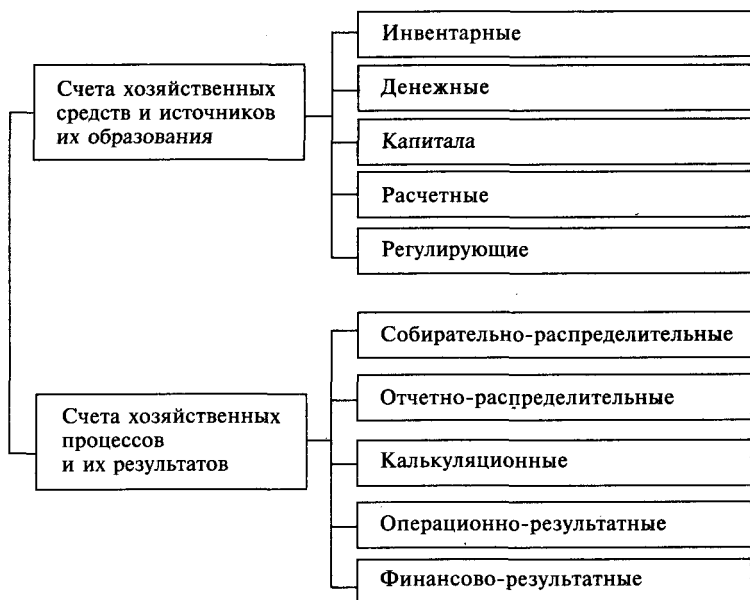 Счета хозяйственных
средств и источников
их образования
Инвентарные
Денежные
Капитала
Расчетные
Регулирующие
Счета хозяйственных
процессов
и их результатов
Собирательно-распределительные
Отчетно-распределительные
Калькуляционные
Операционно-результатные
Финансово-результатные